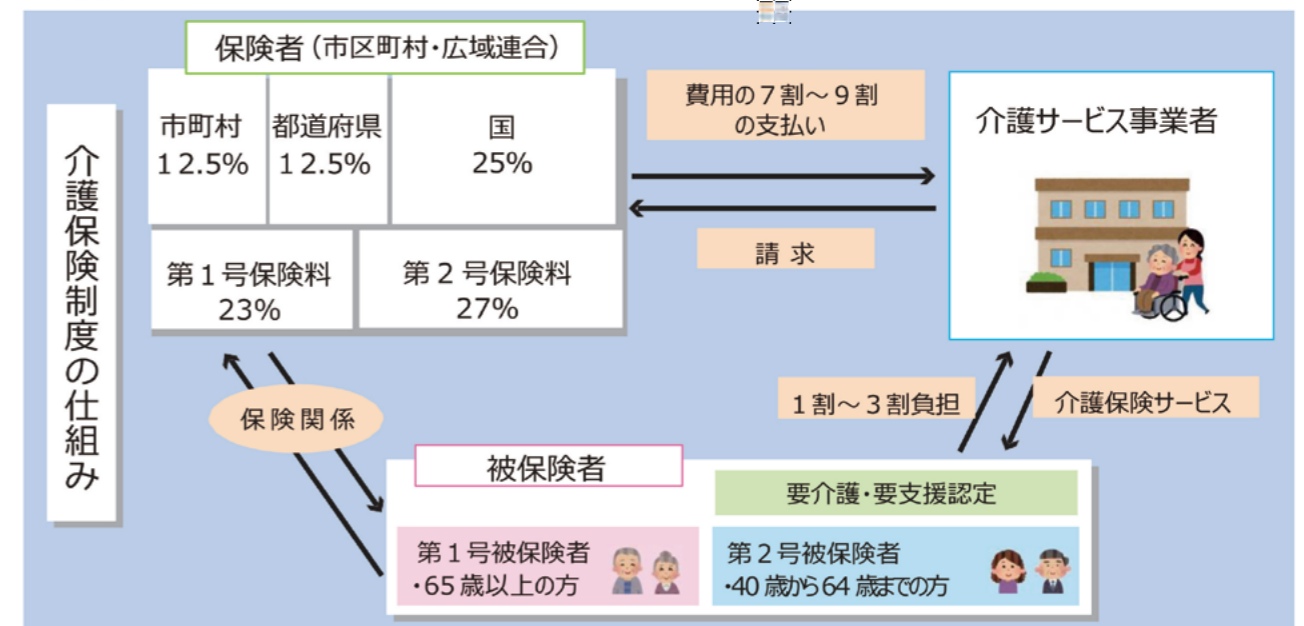 介護保険制度の仕組み
保険者（市区町村・広域連合）
市町村
12.5%
都道府県
12.5%
国
25%
第１号保険料
23%
第２号保険料
27%
費用の７割～９割
の支払い
請求
介護サービス事業者
保険関係
１割～３割負担
介護保険サービス
被保険者
要介護・要支援認定
第１号被保険者
・65歳以上の方
第２号被保険者
・40歳から64歳までの方